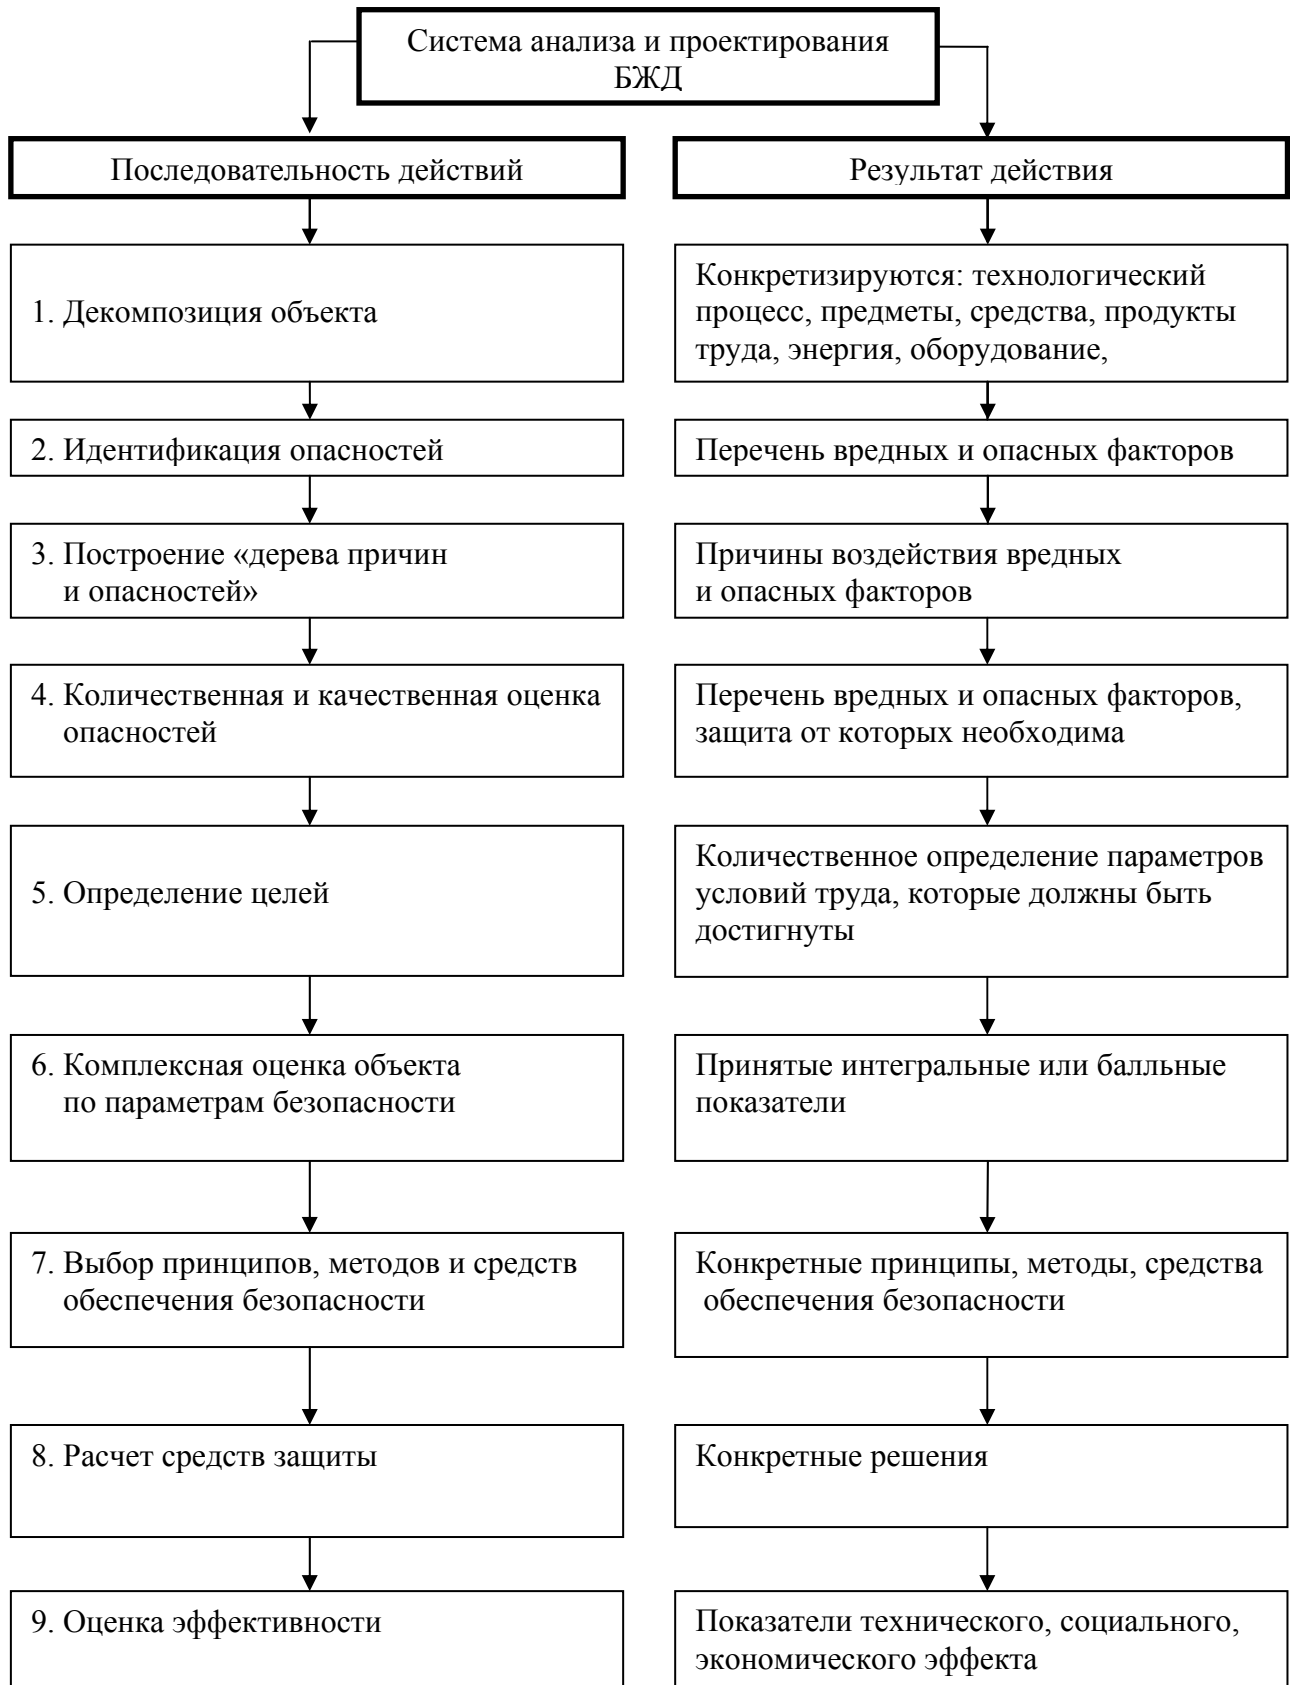 Система анализа и проектирования
БЖД
Последовательность действий
Результат действия
1. Декомпозиция объекта
Конкретизируются: технологический
процесс, предметы, средства, продукты
труда, энергия, оборудование,
2. Идентификация опасностей
Перечень вредных и опасных факторов
3. Построение «дерева причин
и опасностей»
Причины воздействия вредных
и опасных факторов
4. Количественная и качественная оценка
опасностей
Перечень вредных и опасных факторов,
защита от которых необходима
5. Определение целей
Количественное определение параметров
условий труда, которые должны быть
достигнуты
6. Комплексная оценка объекта
по параметрам безопасности
Принятые интегральные или балльные
показатели
7. Выбор принципов, методов и средств
обеспечения безопасности
Конкретные принципы, методы, средства
обеспечения безопасности
8. Расчет средств защиты
Конкретные решения
9. Оценка эффективности
Показатели технического, социального,
экономического эффекта